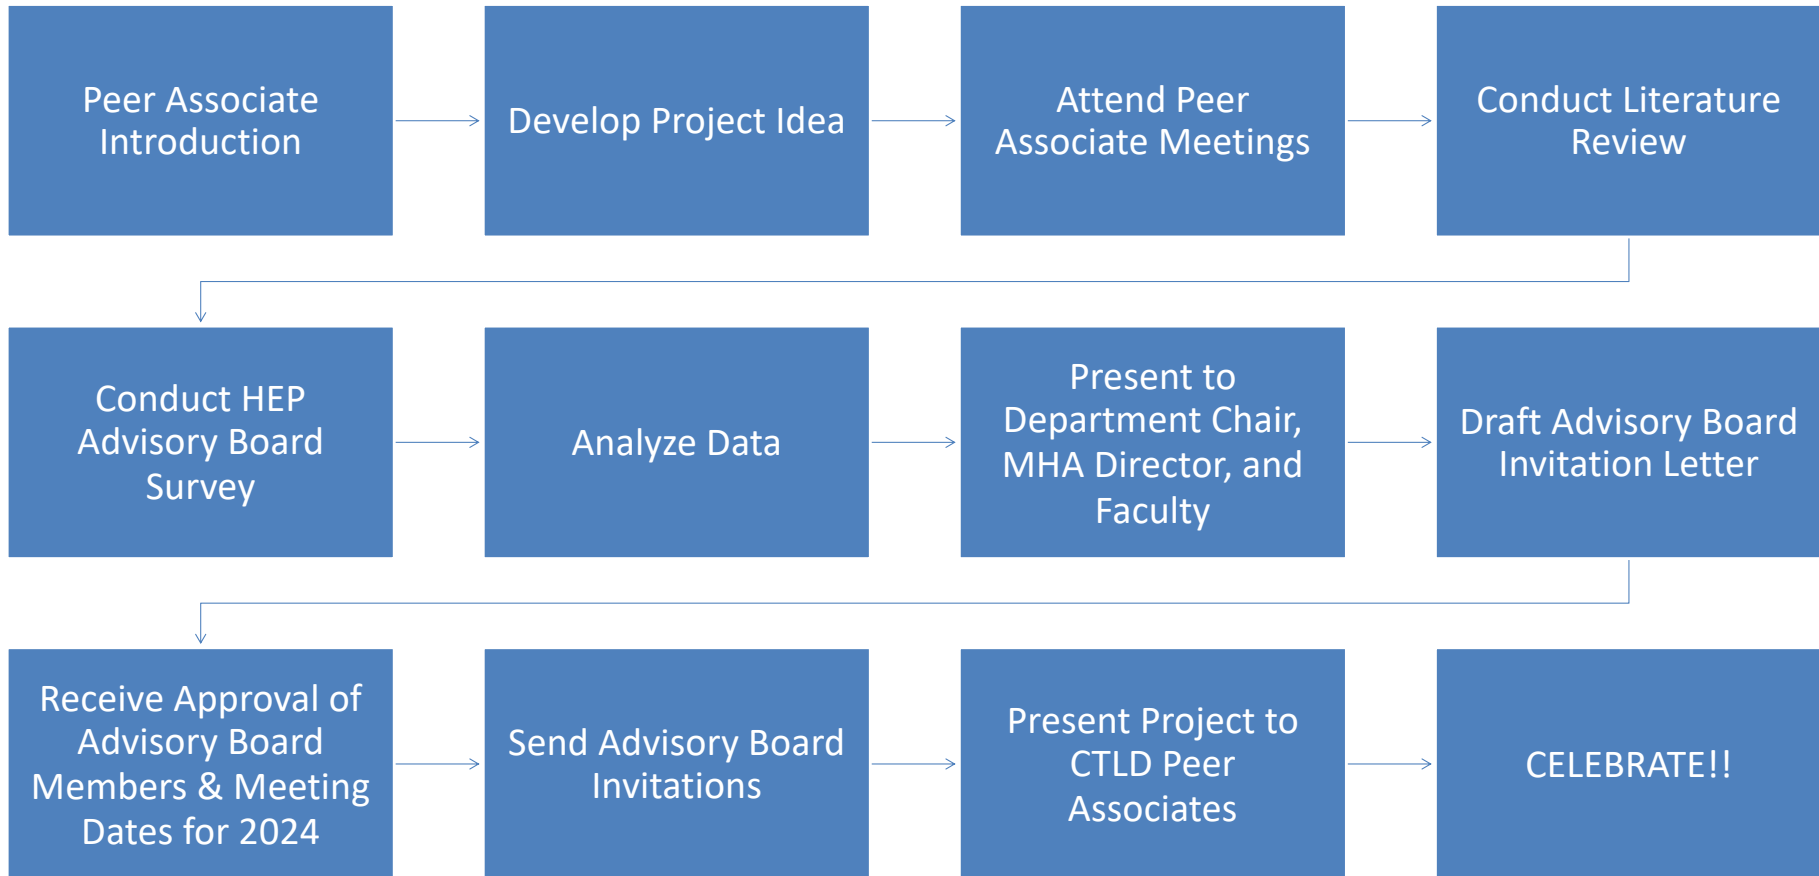 Peer Associate
Introduction
Develop Project Idea
Attend Peer
Associate Meetings
Conduct Literature
Review
Conduct HEP
Advisory Board
Survey
Analyze Data
Present to
Department Chair,
MHA Director, and
Faculty
Draft Advisory Board
Invitation Letter
Receive Approval of
Advisory Board
Members & Meeting
Dates for 2024
Send Advisory Board
Invitations
Present Project to
CTLD Peer
Associates
CELEBRATE!!